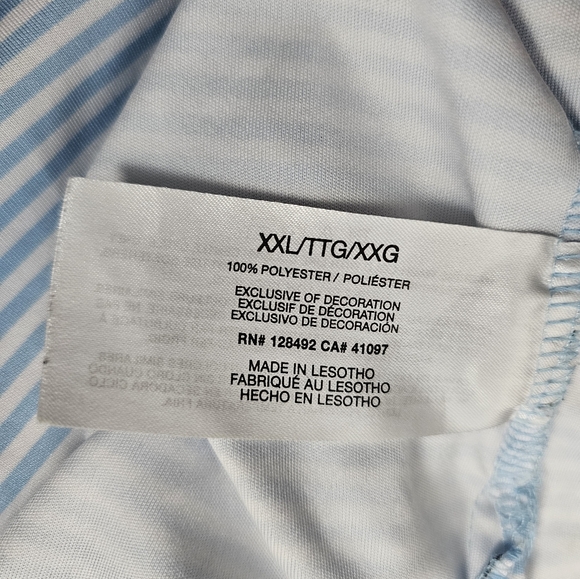 XXL/TTG/XXG
100% POLYESTER / POLIÉSTER
EXCLUSIVE OF DECORATION
EXCLUSIF DE DÉCORATION
EXCLUSIVO DE DECORACIÓN
RN# 128492 CA# 41097
MADE IN LESOTHO
FABRIQUÉ AU LESOTHO
HECHO EN LESOTHO